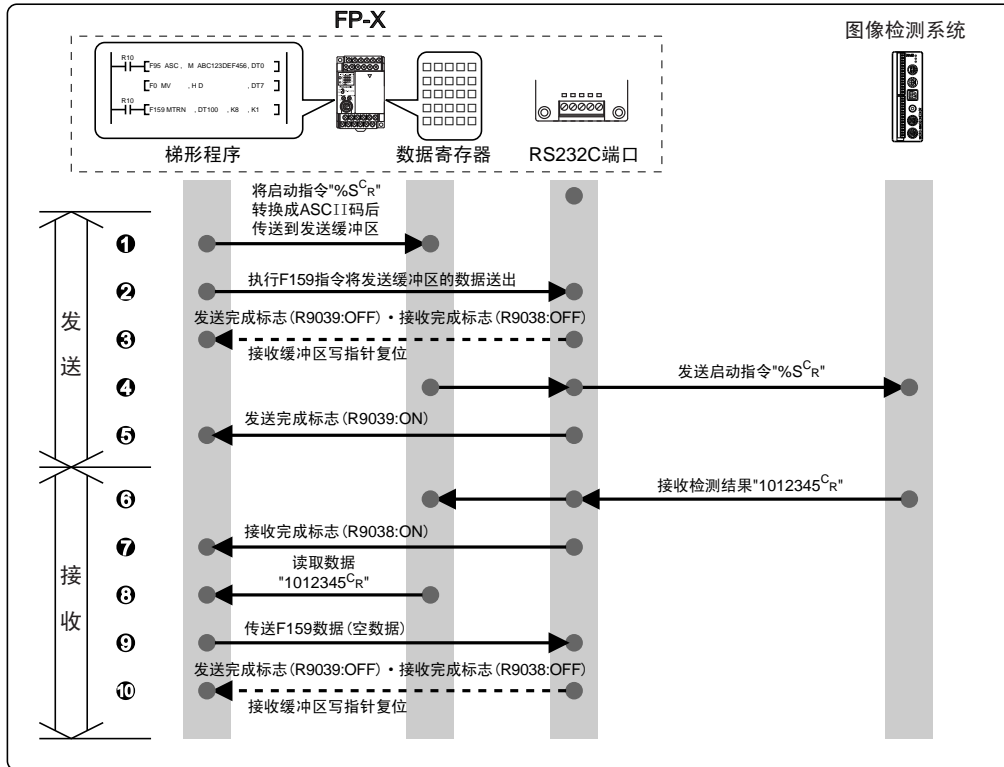 FP-X
图像检测系统
R10
F95 ASC , M ABC123DEF456, DT0
F0 MV , H D , DT7
R10
F159 MTRN , DT100 , K8 , K1
梯形程序
数据寄存器
RS232C端口
将启动指令"%SCR"
转换成ASCII码后
传送到发送缓冲区
发送
❶
❷
执行F159指令将发送缓冲区的数据送出
❸
发送完成标志(R9039:OFF)・接收完成标志(R9038:OFF)
接收缓冲区写指针复位
❹
发送启动指令"%SCR"
❺
发送完成标志(R9039:ON)
接收
❻
接收检测结果"1012345CR"
❼
接收完成标志(R9038:ON)
❽
读取数据
"1012345CR"
❾
传送F159数据(空数据)
❿
发送完成标志(R9039:OFF)・接收完成标志(R9038:OFF)
接收缓冲区写指针复位